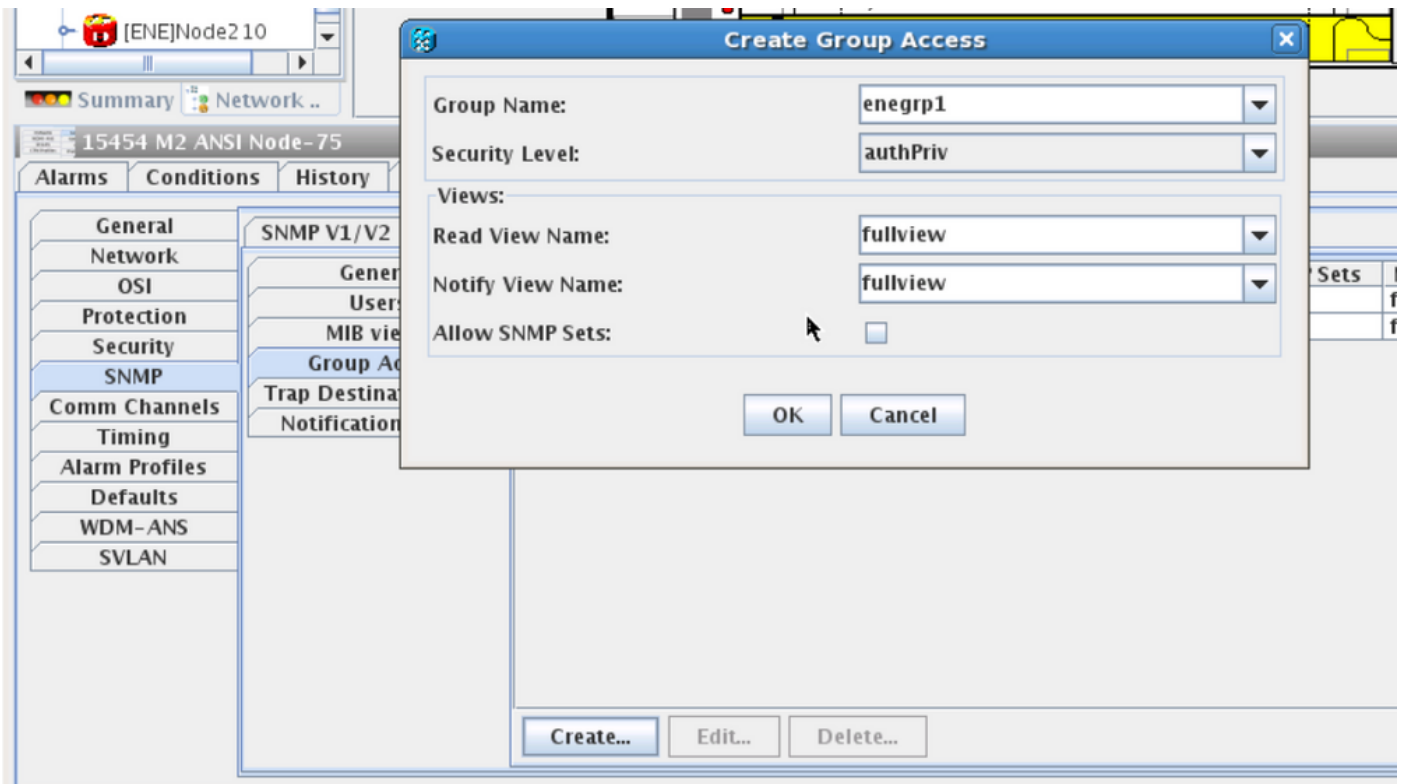 [ENE]Node210
Create Group Access
Summary Network ..
Group Name: enegrp1
15454 M2 ANSI Node-75
Security Level: authPriv
Alarms Conditions History
Views:
General
SNMP V1/V2
Read View Name: fullview
Network
Gener
Sets
OSI
Users
Notify View Name: fullview
Protection
MIB vie
Allow SNMP Sets:
Security
Group Ac
SNMP
Trap Destina
Comm Channels
Notification
OK Cancel
Timing
Alarm Profiles
Defaults
WDM-ANS
SVLAN
Create... Edit... Delete...